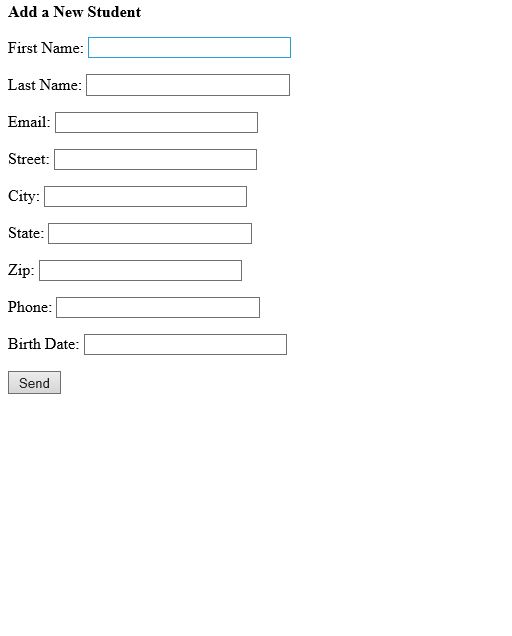 Add a New Student
First Name:
Last Name:
Email:
Street:
City:
State:
Zip:
Phone:
Birth Date:
Send